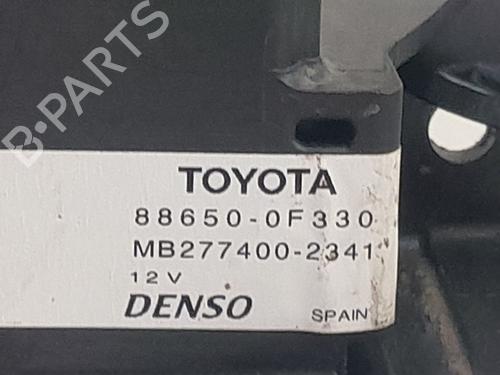 B-PARTS
TOYOTA
88650-0F330
MB277400-2341
12V
DENSO SPAIN